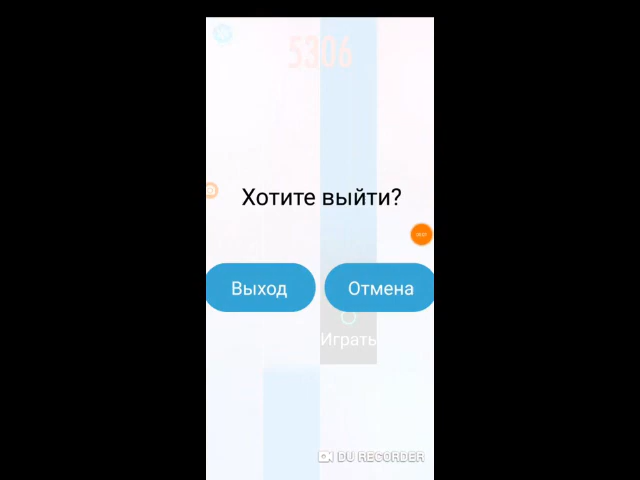 5306
Хотите выйти?
Выход
Отмена
Играть
DU RECORDER